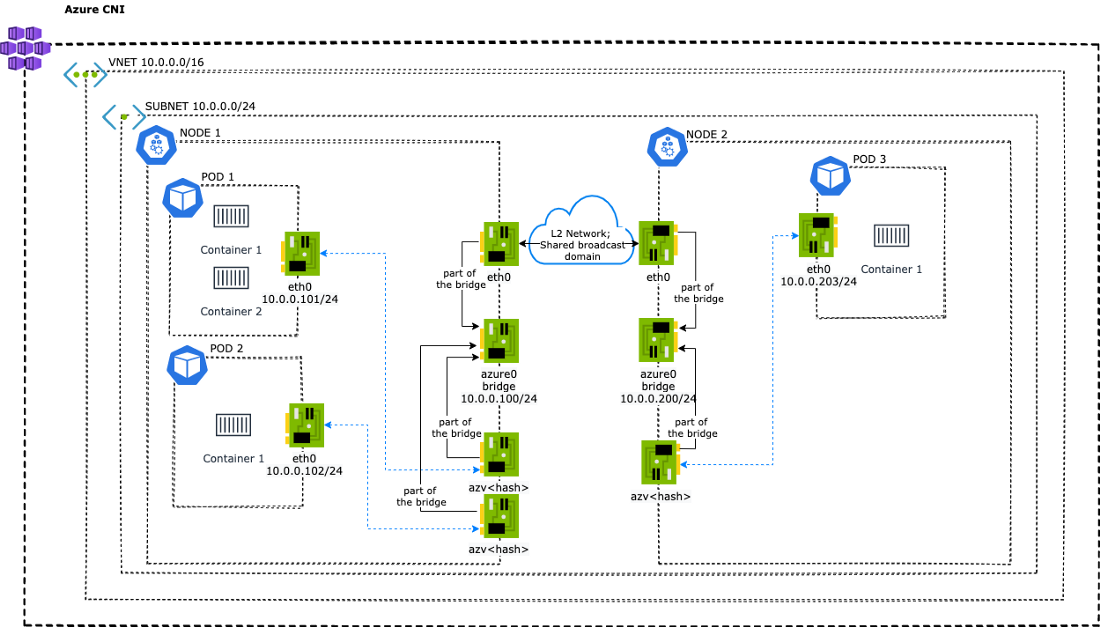 Azure CNI
VNET 10.0.0.0/16
SUBNET 10.0.0.0/24
NODE 1
POD 1
Container 1
Container 2
eth0
10.0.0.101/24
POD 2
Container 1
eth0
10.0.0.102/24
eth0
part of
the bridge
azure0
bridge
10.0.0.100/24
part of
the bridge
azv<hash>
part of
the bridge
azv<hash>
L2 Network;
Shared broadcast
domain
NODE 2
eth0
part of
the bridge
azure0
bridge
10.0.0.200/24
part of
the bridge
azv<hash>
POD 3
eth0
10.0.0.203/24
Container 1